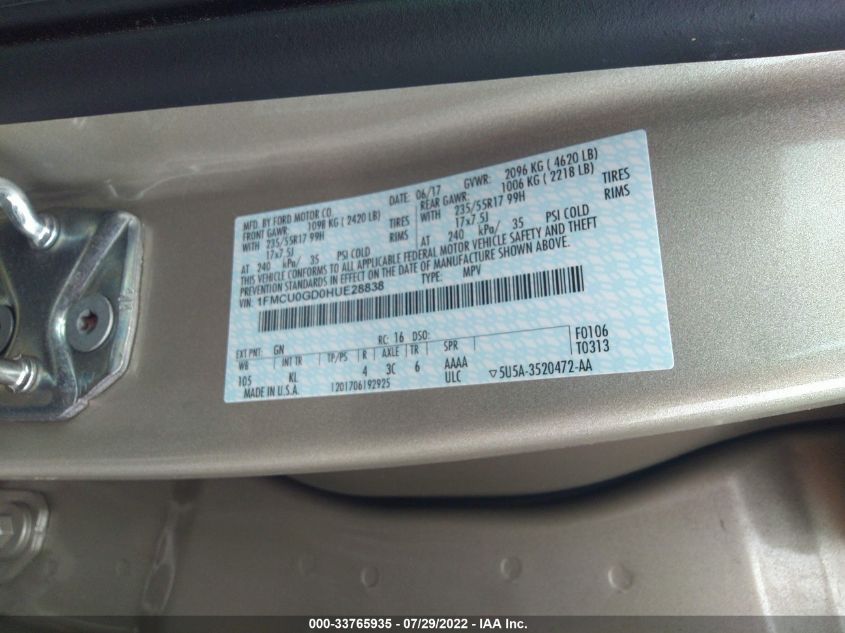 MFD. BY FORD MOTOR CO.
DATE: 06/17 GVWR: 2096 KG ( 4620 LB)
FRONT GAWR: 1098 KG (2420 LB) REAR GAWR: 1006 KG ( 2218 LB)
WITH 235/55R17 99H TIRES WITH 235/55R17 99H TIRES
17x7.5J RIMS 17x7.5J RIMS
AT 240 kPa/ 35 PSI COLD AT 240 kPa/ 35 PSI COLD
THIS VEHICLE CONFORMS TO ALL APPLICABLE FEDERAL MOTOR VEHICLE SAFETY AND THEFT
PREVENTION STANDARDS IN EFFECT ON THE DATE OF MANUFACTURE SHOWN ABOVE.
VIN: 1FMCU0GD0HUE28838 TYPE: MPV
EXT PNT: GN RC: 16 DSO: F0106
WB INT TR TP/PS R AXLE TR SPR T0313
105 KL 4 3C 6 AAAA
MADE IN U.S.A. 1201706192925 ULC ▽5U5A-3520472-AA
000-33765935 / 07/29/2022 - IAA Inc.